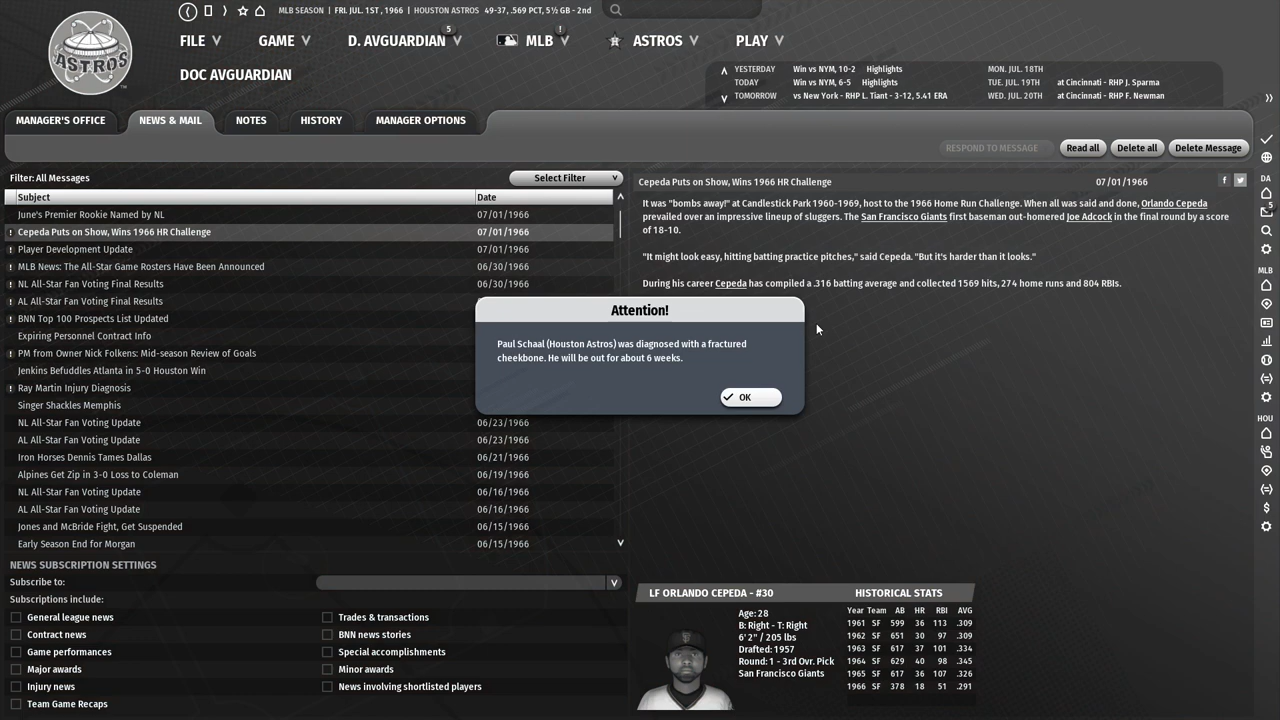 MLB SEASON | FRI. JUL. 1ST , 1966 | HOUSTON ASTROS 49-37, .569 PCT, 5½ GB - 2nd
FILE GAME D. AVGUARDIAN 5 MLB ! ASTROS PLAY
ASTROS
DOC AVGUARDIAN
YESTERDAY Win vs NYM, 10-2 Highlights MON. JUL. 18TH
TODAY Win vs NYM, 6-5 Highlights TUE. JUL. 19TH at Cincinnati - RHP J. Sparma
TOMORROW vs New York - RHP L. Tiant - 3-12, 5.41 ERA WED. JUL. 20TH at Cincinnati - RHP F. Newman
MANAGER'S OFFICE NEWS & MAIL NOTES HISTORY MANAGER OPTIONS
RESPOND TO MESSAGE Read all Delete all Delete Message
Filter: All Messages Select Filter
Subject Date
June's Premier Rookie Named by NL 07/01/1966
! Cepeda Puts on Show, Wins 1966 HR Challenge 07/01/1966
! Player Development Update 07/01/1966
! MLB News: The All-Star Game Rosters Have Been Announced 06/30/1966
! NL All-Star Fan Voting Final Results 06/30/1966
! AL All-Star Fan Voting Final Results
! BNN Top 100 Prospects List Updated
Expiring Personnel Contract Info
! PM from Owner Nick Folkens: Mid-season Review of Goals
Jenkins Befuddles Atlanta in 5-0 Houston Win
! Ray Martin Injury Diagnosis
Singer Shackles Memphis
NL All-Star Fan Voting Update 06/23/1966
AL All-Star Fan Voting Update 06/23/1966
Iron Horses Dennis Tames Dallas 06/21/1966
Alpines Get Zip in 3-0 Loss to Coleman 06/19/1966
NL All-Star Fan Voting Update 06/16/1966
AL All-Star Fan Voting Update 06/16/1966
Jones and McBride Fight, Get Suspended 06/15/1966
Early Season End for Morgan 06/15/1966
NEWS SUBSCRIPTION SETTINGS
Subscribe to:
Subscriptions include:
General league news Trades & transactions
Contract news BNN news stories
Game performances Special accomplishments
Major awards Minor awards
Injury news News involving shortlisted players
Team Game Recaps
Cepeda Puts on Show, Wins 1966 HR Challenge 07/01/1966
It was "bombs away!" at Candlestick Park 1960-1969, host to the 1966 Home Run Challenge. When all was said and done, Orlando Cepeda
prevailed over an impressive lineup of sluggers. The San Francisco Giants first baseman out-homered Joe Adcock in the final round by a score
of 18-10.
"It might look easy, hitting batting practice pitches," said Cepeda. "But it's harder than it looks."
During his career Cepeda has compiled a .316 batting average and collected 1569 hits, 274 home runs and 804 RBIs.
Attention!
Paul Schaal (Houston Astros) was diagnosed with a fractured
cheekbone. He will be out for about 6 weeks.
OK
LF ORLANDO CEPEDA - #30 HISTORICAL STATS
Age: 28
B: Right - T: Right
6' 2" / 205 lbs
Drafted: 1957
Round: 1 - 3rd Ovr. Pick
San Francisco Giants
Year Team AB HR RBI AVG
1961 SF 599 36 113 .309
1962 SF 651 30 97 .309
1963 SF 617 37 101 .334
1964 SF 629 40 98 .345
1965 SF 617 36 107 .326
1966 SF 378 18 51 .291
DA
5
MLB
HOU